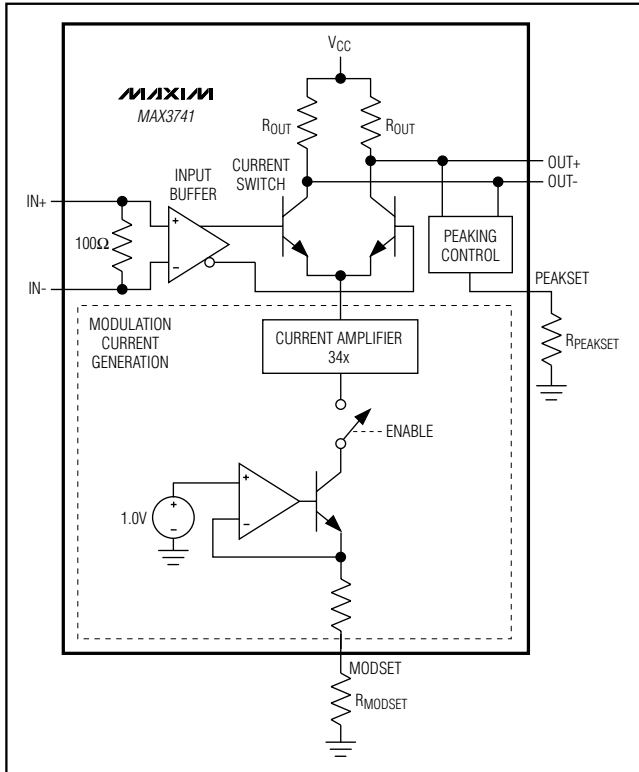 VCC
MAXIM
MAX3741
ROUT
ROUT
INPUT
BUFFER
CURRENT
SWITCH
OUT+
OUT-
IN+
100Ω
IN-
+
-
PEAKING
CONTROL
PEAKSET
RPEAKSET
MODULATION
CURRENT
GENERATION
CURRENT AMPLIFIER
34x
ENABLE
1.0V
+
-
+
-
MODSET
RMODSET